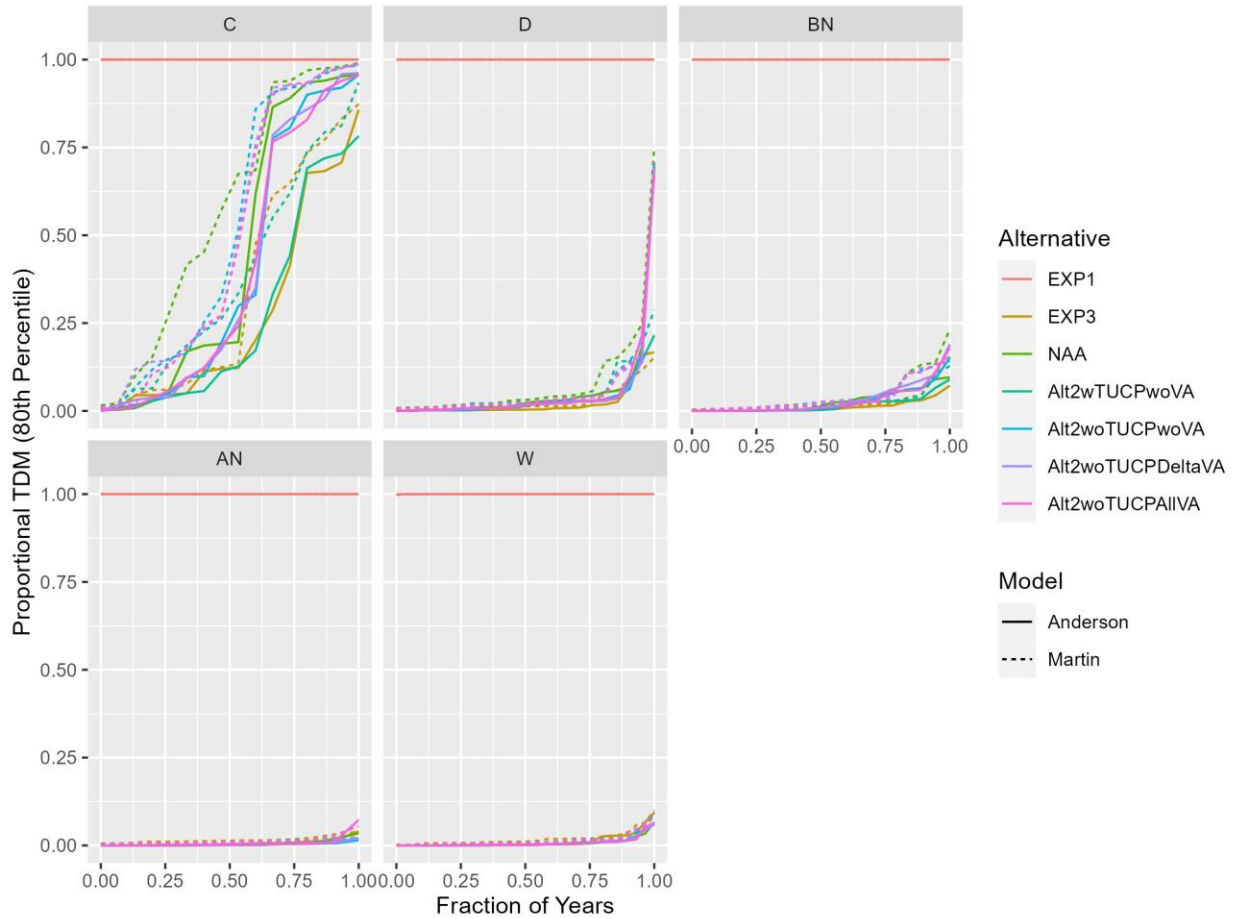 C
D
BN
1.00
0.75
0.50
0.25
0.00
0.00 0.25 0.50 0.75 1.00
AN
W
1.00
0.75
0.50
0.25
0.00
0.00 0.25 0.50 0.75 1.00
0.00 0.25 0.50 0.75 1.00
Proportional TDM (80th Percentile)
Fraction of Years
Alternative
EXP1
EXP3
NAA
Alt2wTUCPwoVA
Alt2woTUCPwoVA
Alt2woTUCPDeltaVA
Alt2woTUCPAllVA
Model
Anderson
Martin